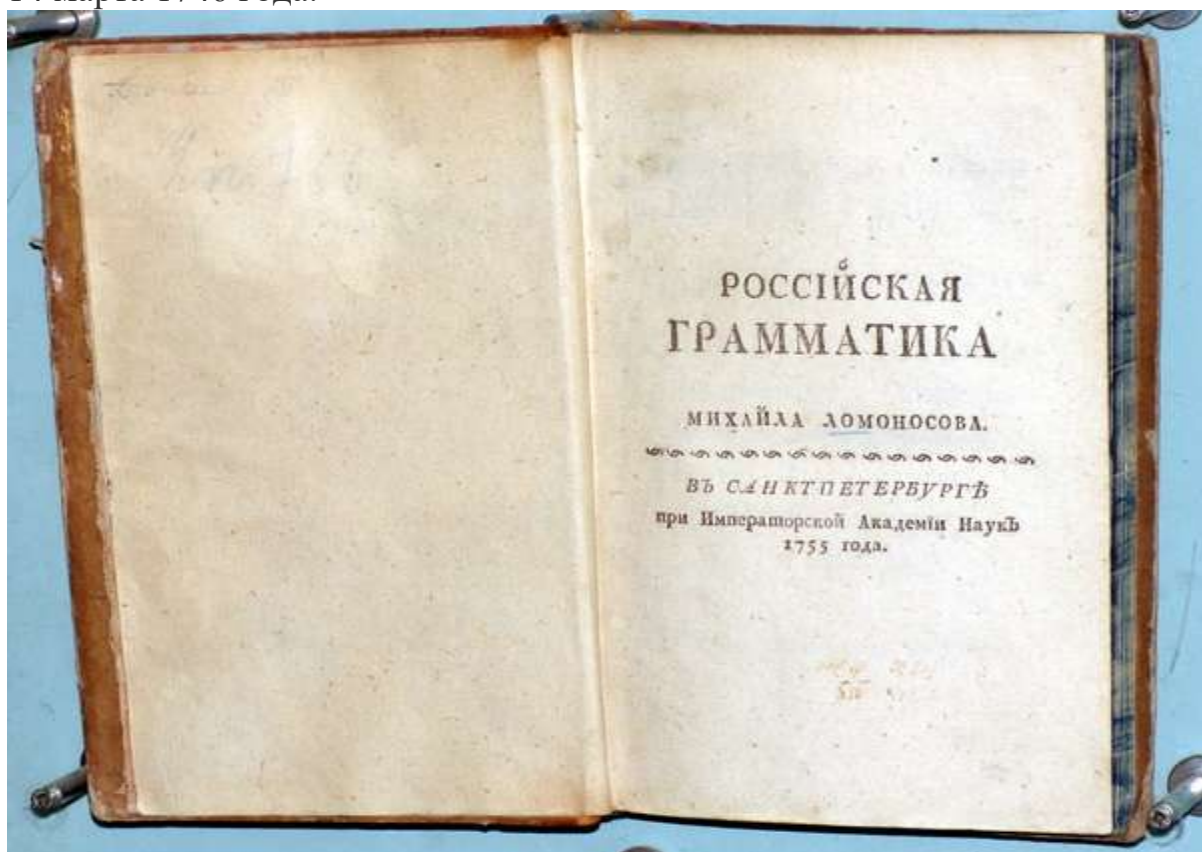 РОССІЙСКАЯ
ГРАММАТИКА
МИХАЙЛА ЛОМОНОСОВА.
ВЪ САНКТПЕТЕРБУРГѢ
при Императорской Академіи НаукЪ
1755 года.